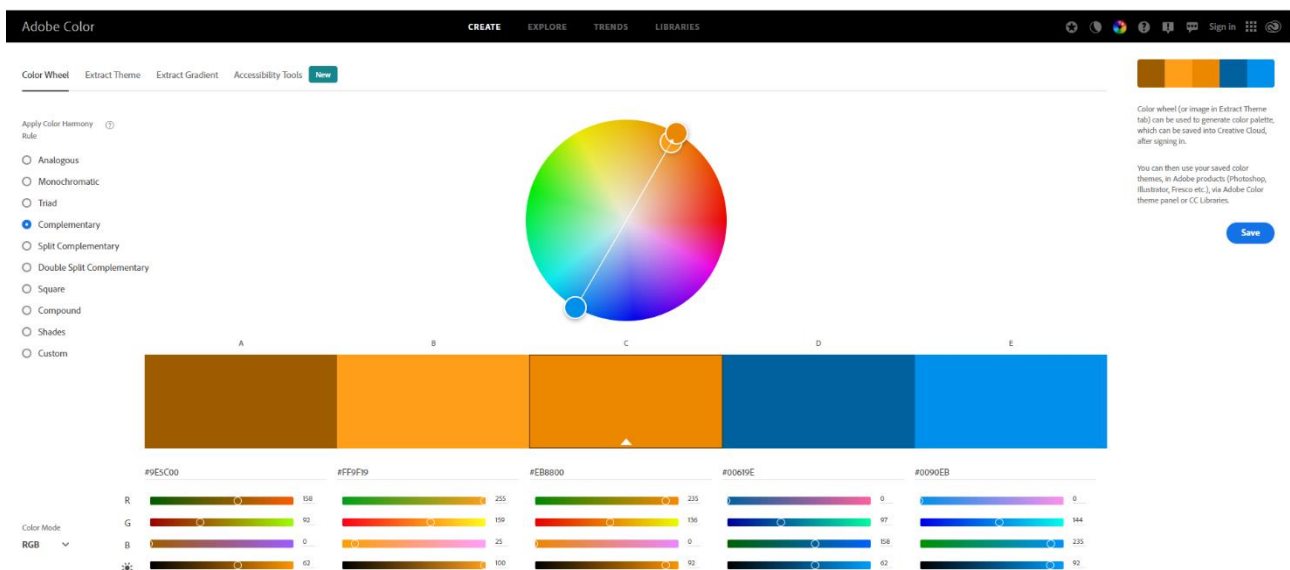 Adobe Color
CREATE EXPLORE TRENDS LIBRARIES
Sign in
Color Wheel Extract Theme Extract Gradient Accessibility Tools New
Apply Color Harmony
Rule
Analogous
Monochromatic
Triad
Complementary
Split Complementary
Double Split Complementary
Square
Compound
Shades
Custom
Color wheel (or image in Extract Theme
tab) can be used to generate color palette,
which can be saved into Creative Cloud,
after signing in.
You can then use your saved color
themes, in Adobe products (Photoshop,
Illustrator, Fresco etc.), via Adobe Color
theme panel or CC Libraries.
Save
A B C D E
#9E5C00 #FF9F19 #EB8800 #00619E #0090EB
R 158 255 235 0 0
G 92 159 136 97 144
B 0 25 0 158 235
62 100 92 62 92
Color Mode
RGB